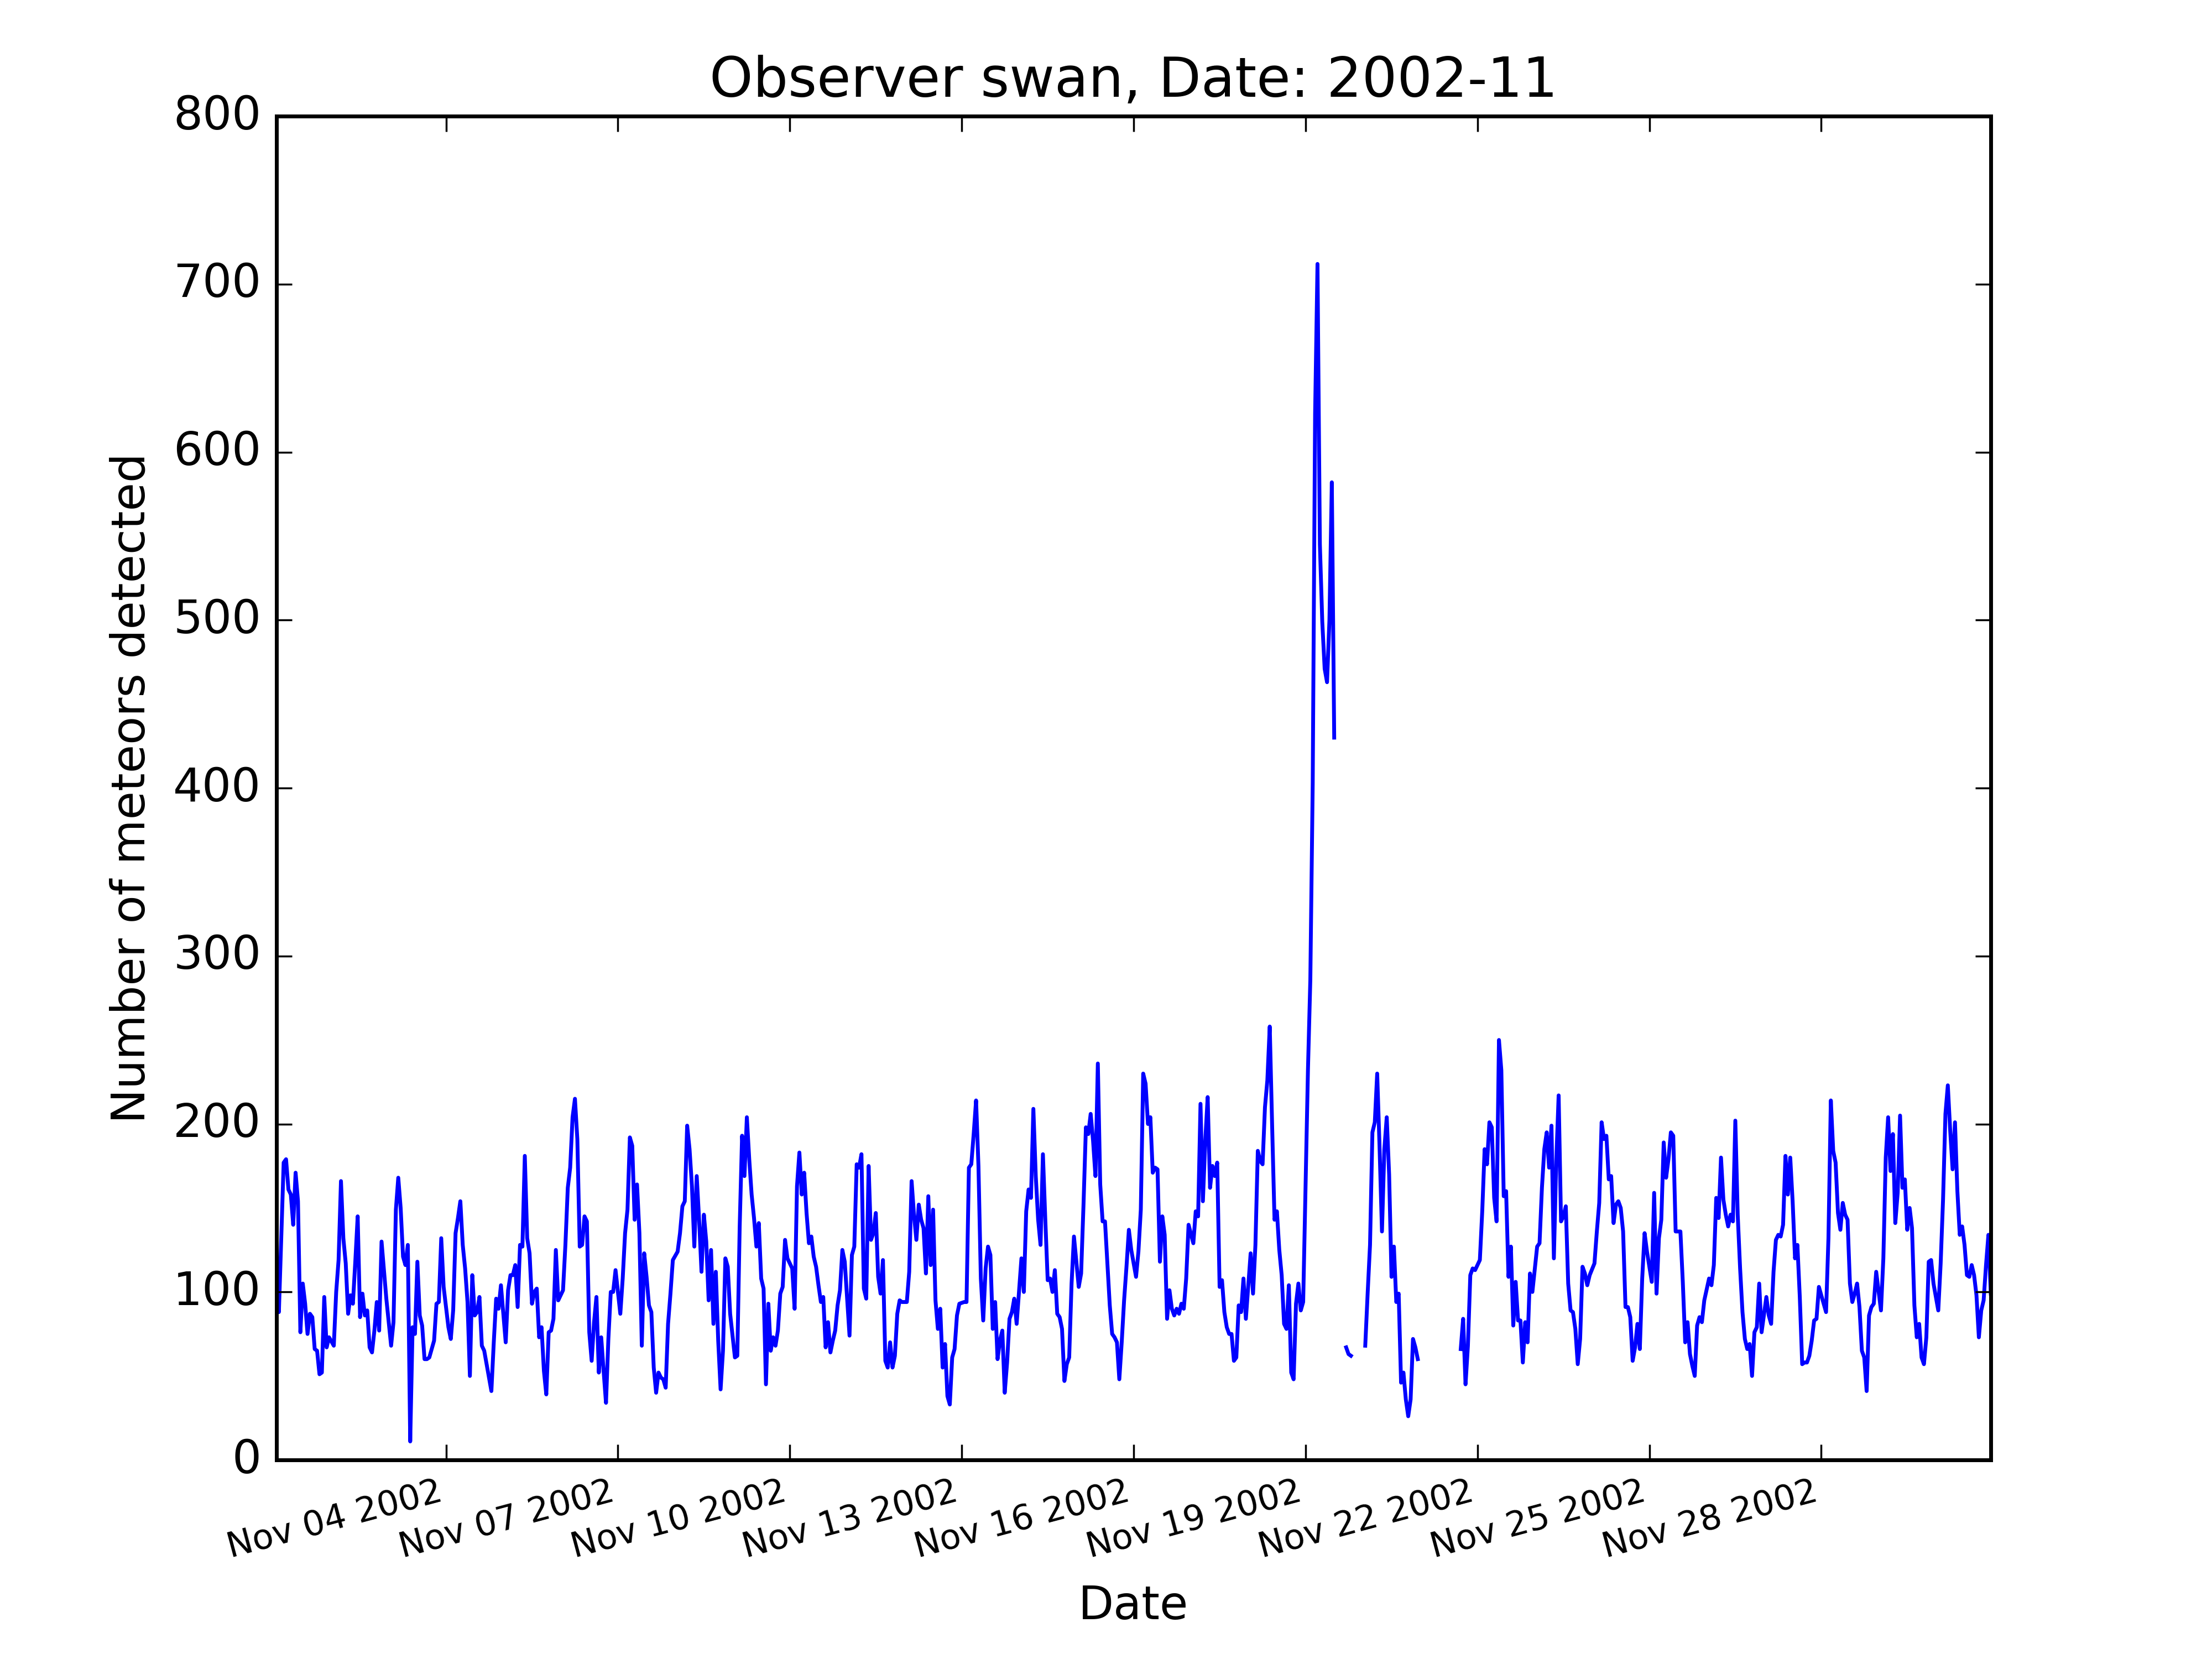 Observer swan, Date: 2002-11
800
700
600
500
400
300
200
100
0
Number of meteors detected
Nov 04 2002
Nov 07 2002
Nov 10 2002
Nov 13 2002
Nov 16 2002
Nov 19 2002
Nov 22 2002
Nov 25 2002
Nov 28 2002
Date